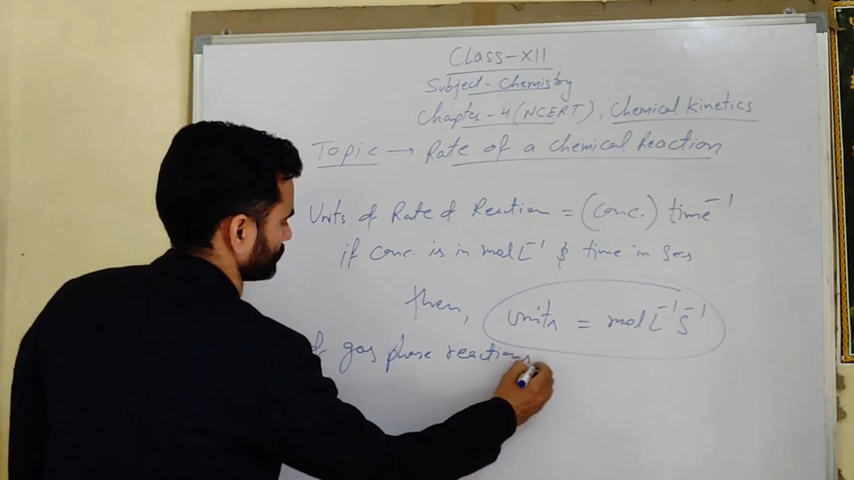 Class-XII
Subject- Chemistry
Chapter-4 (NCERT), Chemical Kinetics
Topic → Rate of a chemical Reaction
Units of Rate of Reaction = (conc.) time⁻¹
if conc. is in mol L⁻¹ & time in secs
then, units = mol L⁻¹ S⁻¹
gas phase reactions